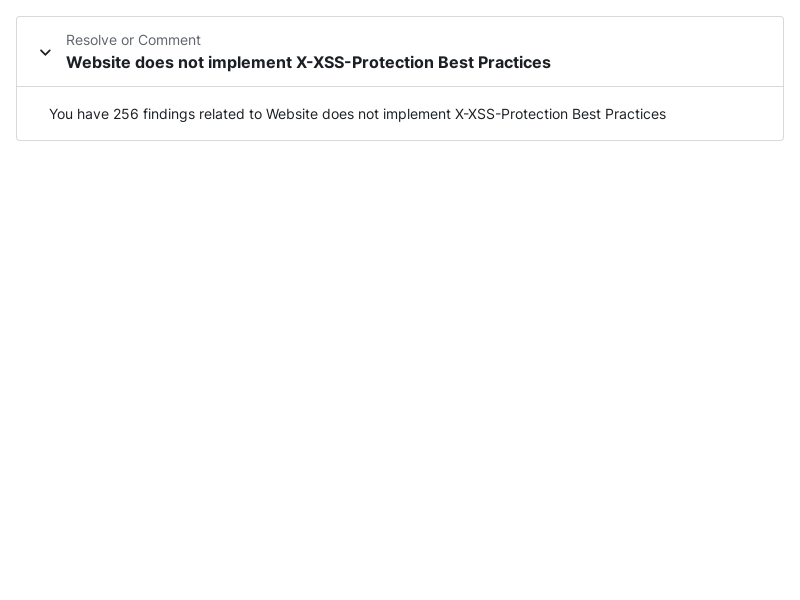 Resolve or Comment
Website does not implement X-XSS-Protection Best Practices
You have 256 findings related to Website does not implement X-XSS-Protection Best Practices